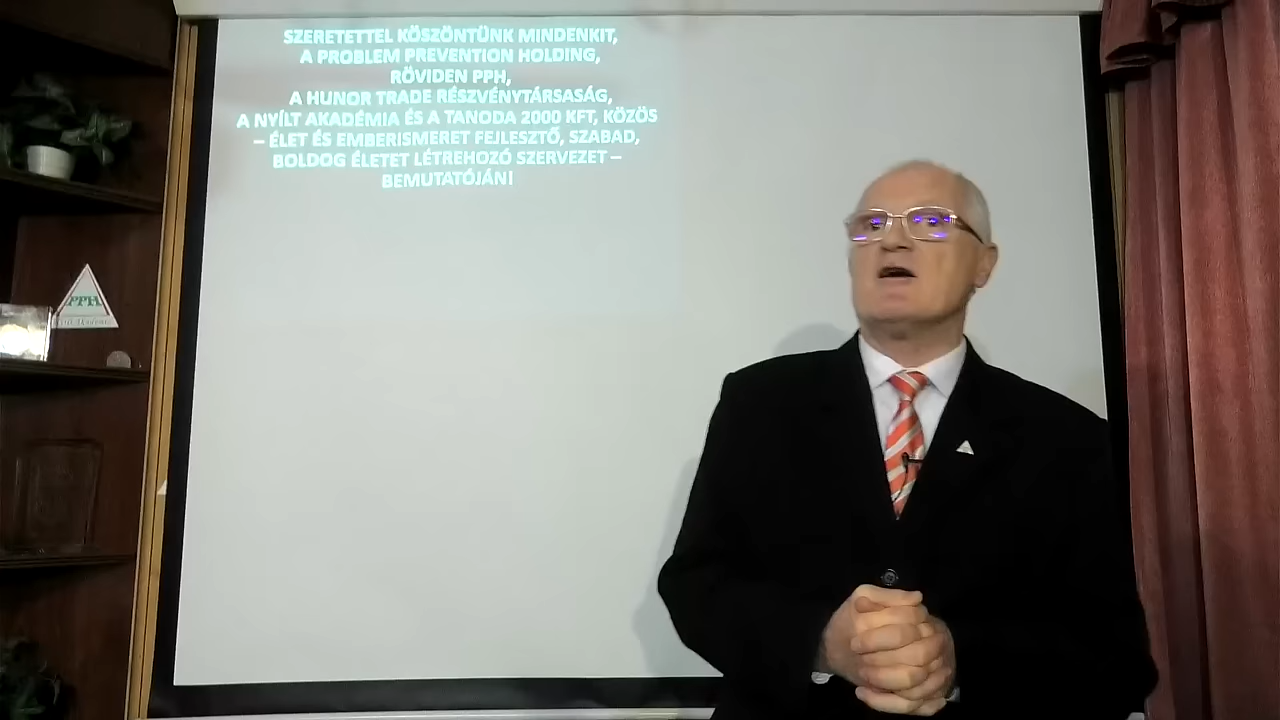 SZERETETTEL KÖSZÖNTÜNK MINDENKIT,
A PROBLEM PREVENTION HOLDING,
RÖVIDEN PPH,
A HUNOR TRADE RÉSZVÉNYTÁRSASÁG,
A NYÍLT AKADÉMIA ÉS A TANODA 2000 KFT, KÖZÖS
– ÉLET ÉS EMBERISMERET FEJLESZTŐ, SZABAD,
BOLDOG ÉLETET LÉTREHOZÓ SZERVEZET –
BEMUTATÓJÁN!
PPH